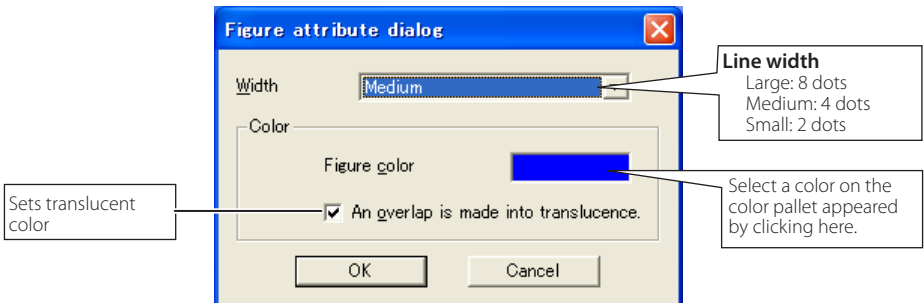 Figure attribute dialog
Width
Medium
Line width
Large: 8 dots
Medium: 4 dots
Small: 2 dots
Color
Figure color
Select a color on the
color pallet appeared
by clicking here.
Sets translucent
color
An overlap is made into translucence.
OK
Cancel